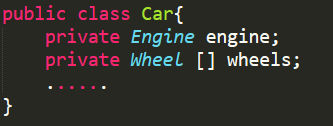 public class Car{
    private Engine engine;
    private Wheel [] wheels;
    ......
}